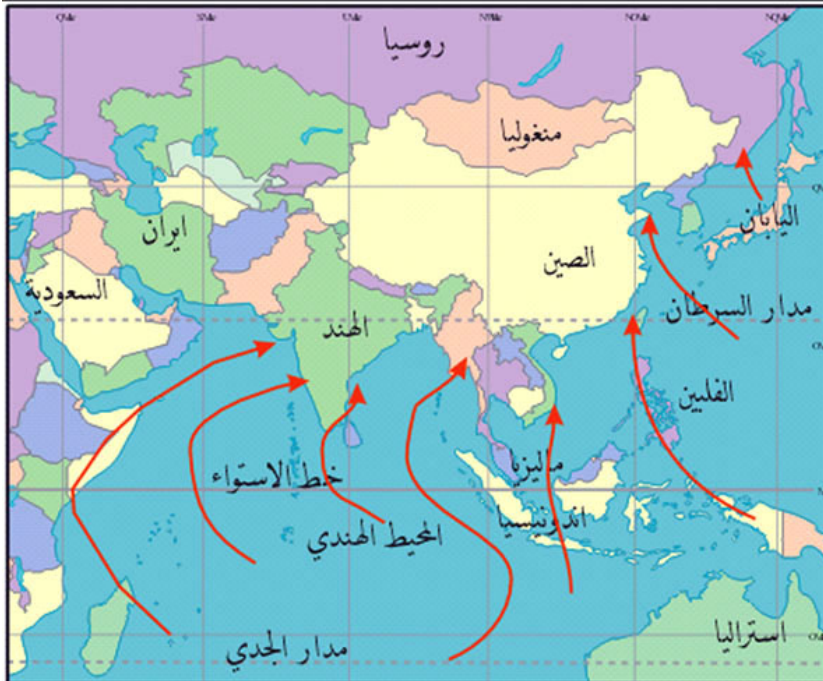 روسيا
منغوليا
اليابان
ايران
الصين
السعودية
مدار السرطان
الهند
الفلبين
ماليزيا
خط الاستواء
اندونيسيا
المحيط الهندي
استراليا
مدار الجدي